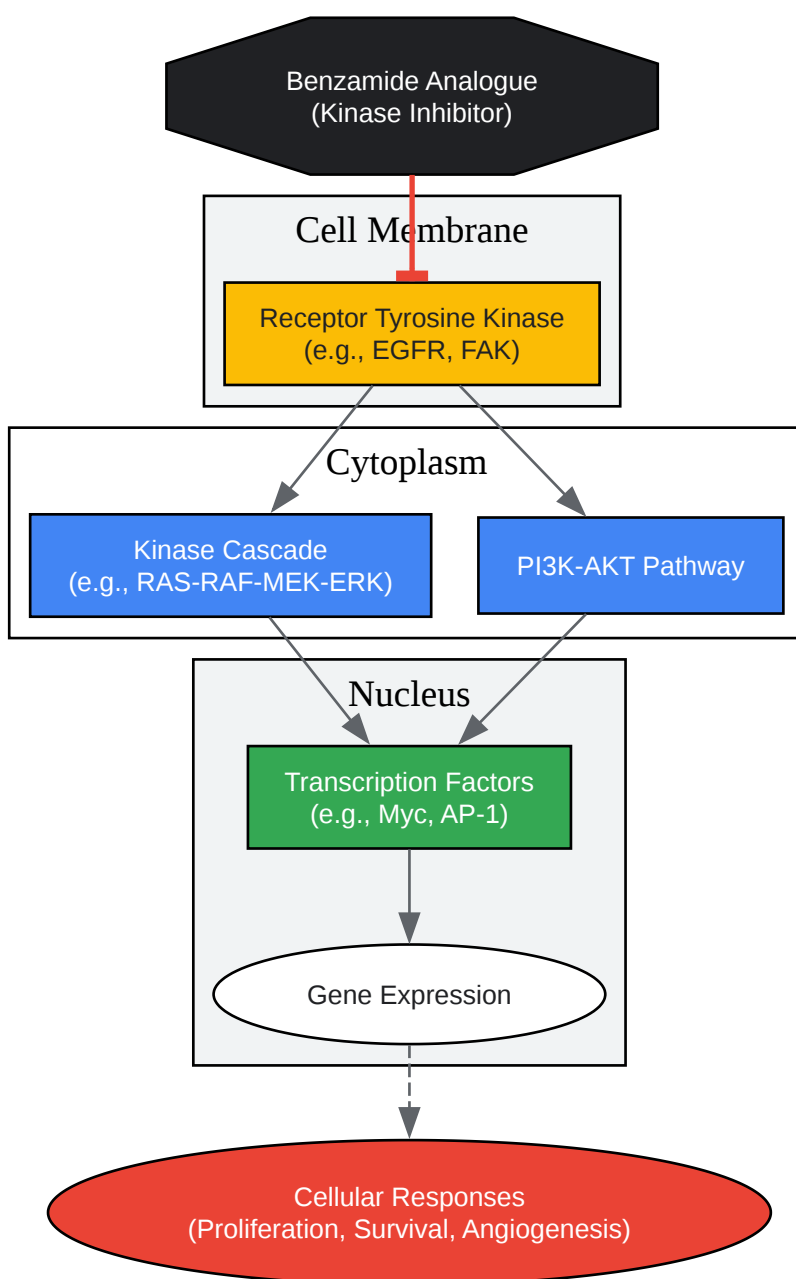 Benzamide Analogue
(Kinase Inhibitor)
Cell Membrane
Receptor Tyrosine Kinase
(e.g., EGFR, FAK)
Cytoplasm
Kinase Cascade
(e.g., RAS-RAF-MEK-ERK)
PI3K-AKT Pathway
Nucleus
Transcription Factors
(e.g., Myc, AP-1)
Gene Expression
Cellular Responses
(Proliferation, Survival, Angiogenesis)